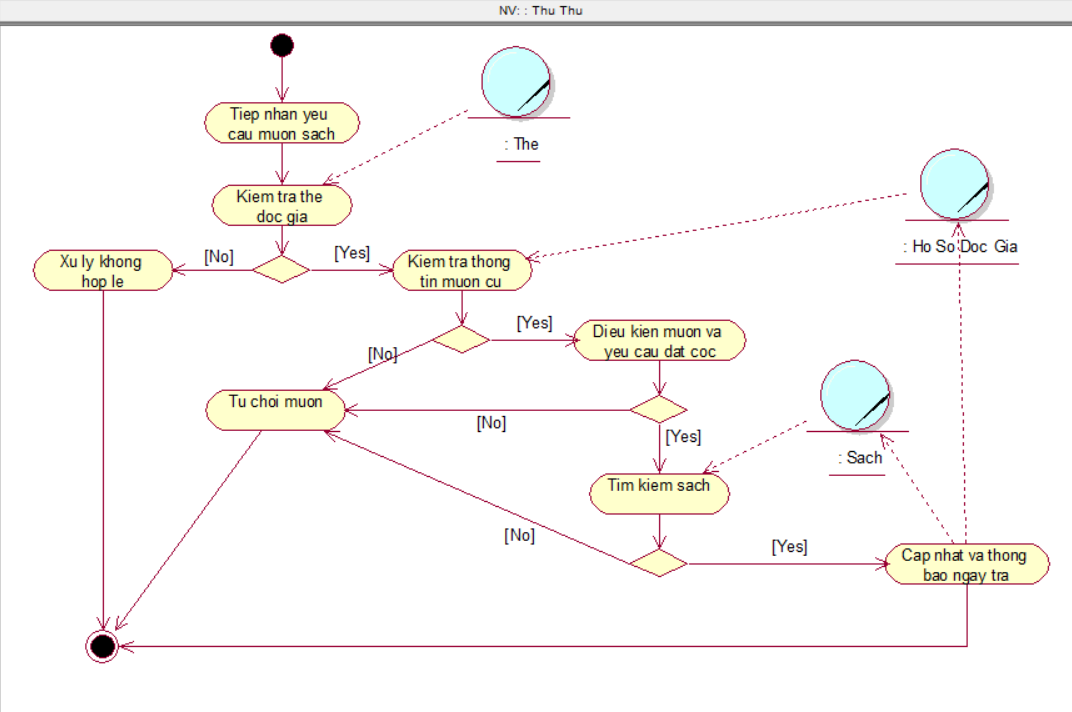 NV: : Thu Thu
Tiep nhan yeu
cau muon sach
: The
Kiem tra the
doc gia
: Ho So Doc Gia
[No]
[Yes]
Xu ly khong
hop le
Kiem tra thong
tin muon cu
[Yes]
Dieu kien muon va
yeu cau dat coc
[No]
Tu choi muon
[No]
[Yes]
: Sach
Tim kiem sach
[No]
[Yes]
Cap nhat va thong
bao ngay tra